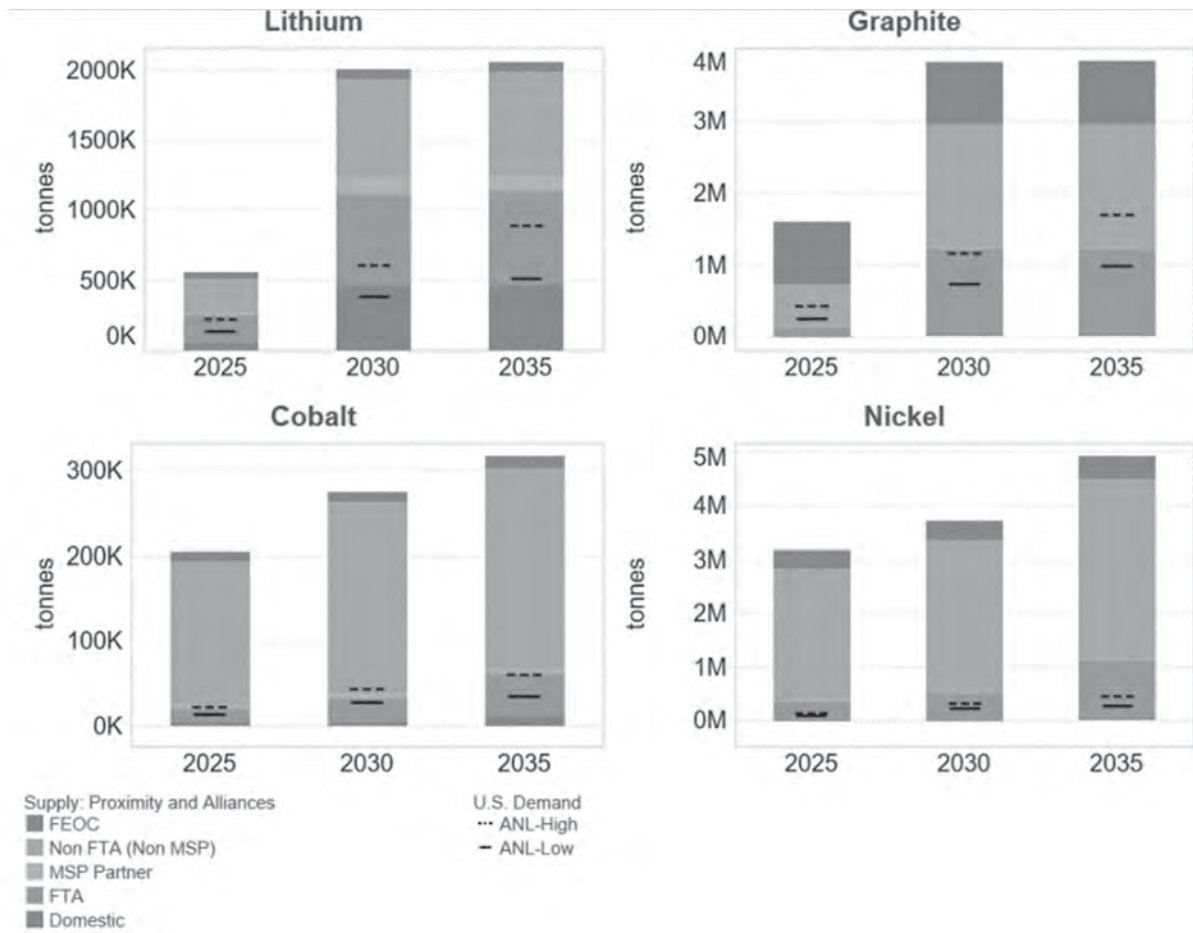 Lithium
tonnes
2000K
1500K
1000K
500K
0K
2025 2030 2035
Graphite
tonnes
4M
3M
2M
1M
0M
2025 2030 2035
Cobalt
tonnes
300K
200K
100K
0K
2025 2030 2035
Nickel
tonnes
5M
4M
3M
2M
1M
0M
2025 2030 2035
Supply: Proximity and Alliances
FEOC
Non FTA (Non MSP)
MSP Partner
FTA
Domestic
U.S. Demand
ANL-High
ANL-Low